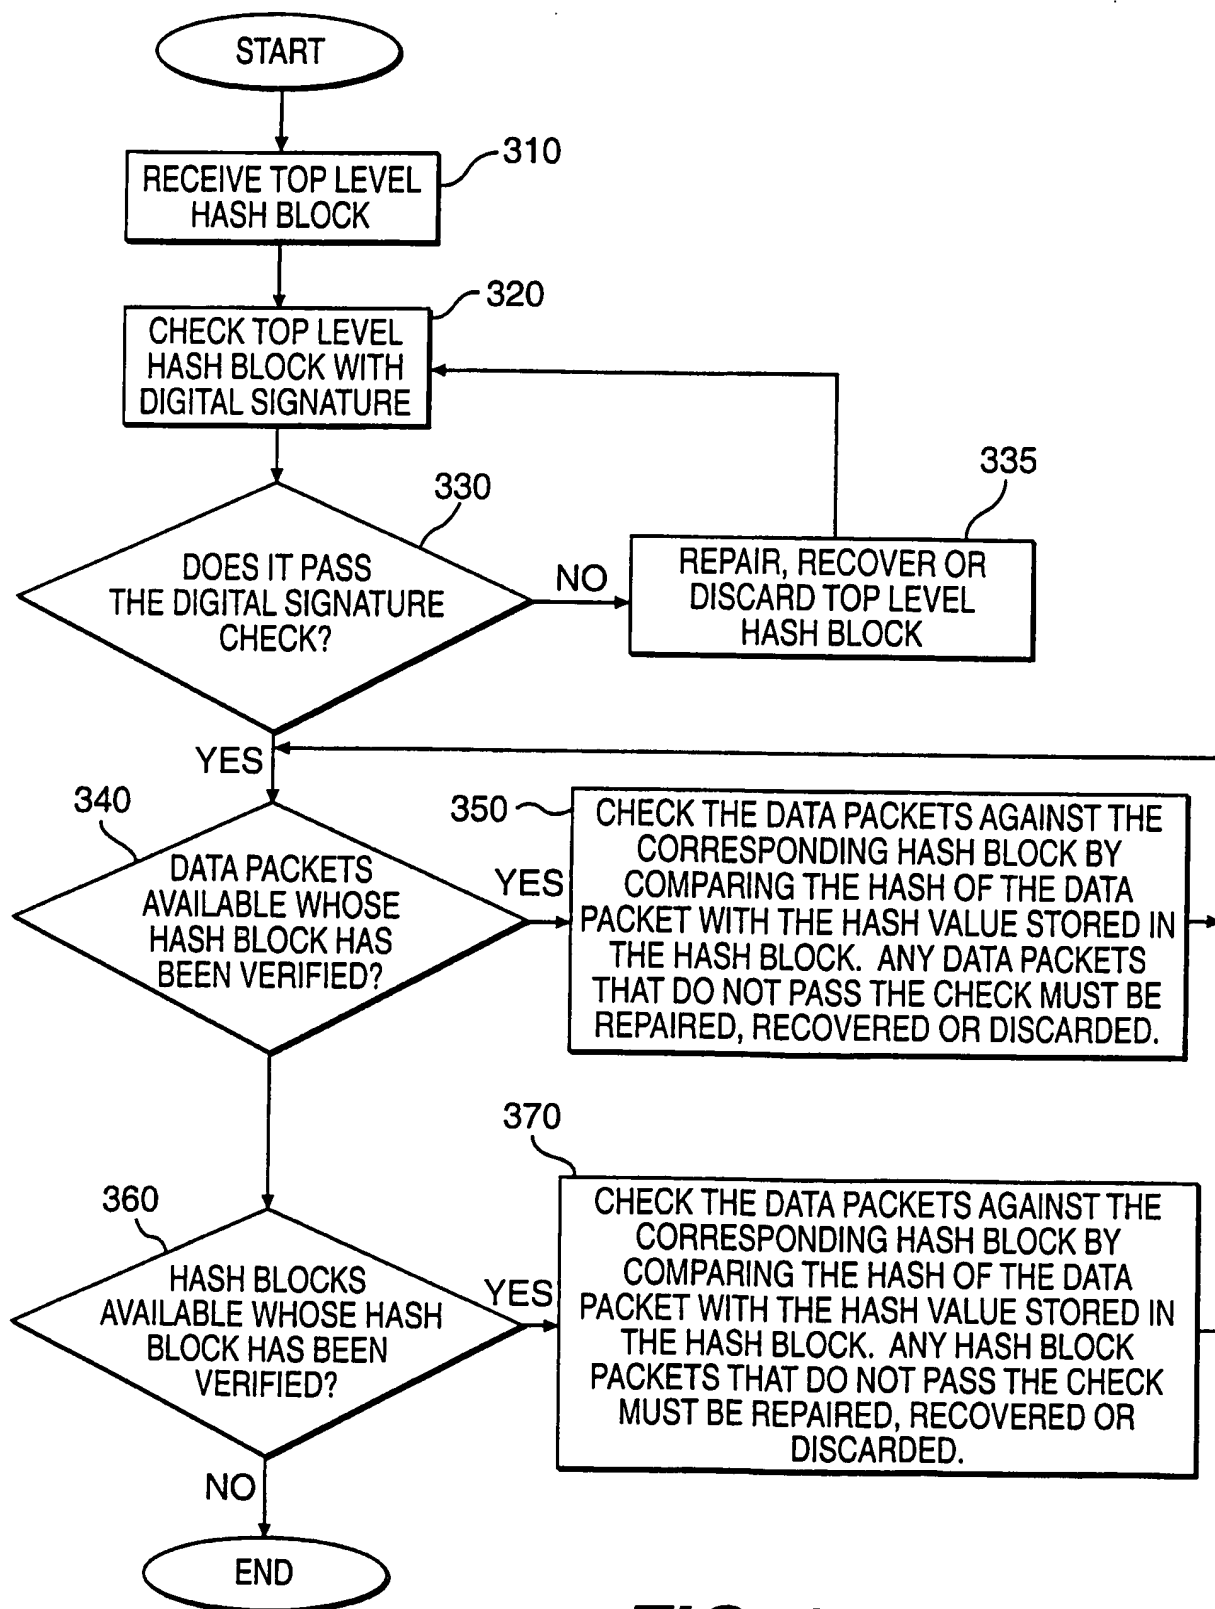 START
310
RECEIVE TOP LEVEL
HASH BLOCK
320
CHECK TOP LEVEL
HASH BLOCK WITH
DIGITAL SIGNATURE
330
DOES IT PASS
THE DIGITAL SIGNATURE
CHECK?
NO
335
REPAIR, RECOVER OR
DISCARD TOP LEVEL
HASH BLOCK
YES
340
DATA PACKETS
AVAILABLE WHOSE
HASH BLOCK HAS
BEEN VERIFIED?
YES
350
CHECK THE DATA PACKETS AGAINST THE
CORRESPONDING HASH BLOCK BY
COMPARING THE HASH OF THE DATA
PACKET WITH THE HASH VALUE STORED IN
THE HASH BLOCK. ANY DATA PACKETS
THAT DO NOT PASS THE CHECK MUST BE
REPAIRED, RECOVERED OR DISCARDED.
360
HASH BLOCKS
AVAILABLE WHOSE HASH
BLOCK HAS BEEN
VERIFIED?
YES
370
CHECK THE DATA PACKETS AGAINST THE
CORRESPONDING HASH BLOCK BY
COMPARING THE HASH OF THE DATA
PACKET WITH THE HASH VALUE STORED IN
THE HASH BLOCK. ANY HASH BLOCK
PACKETS THAT DO NOT PASS THE CHECK
MUST BE REPAIRED, RECOVERED OR
DISCARDED.
NO
END